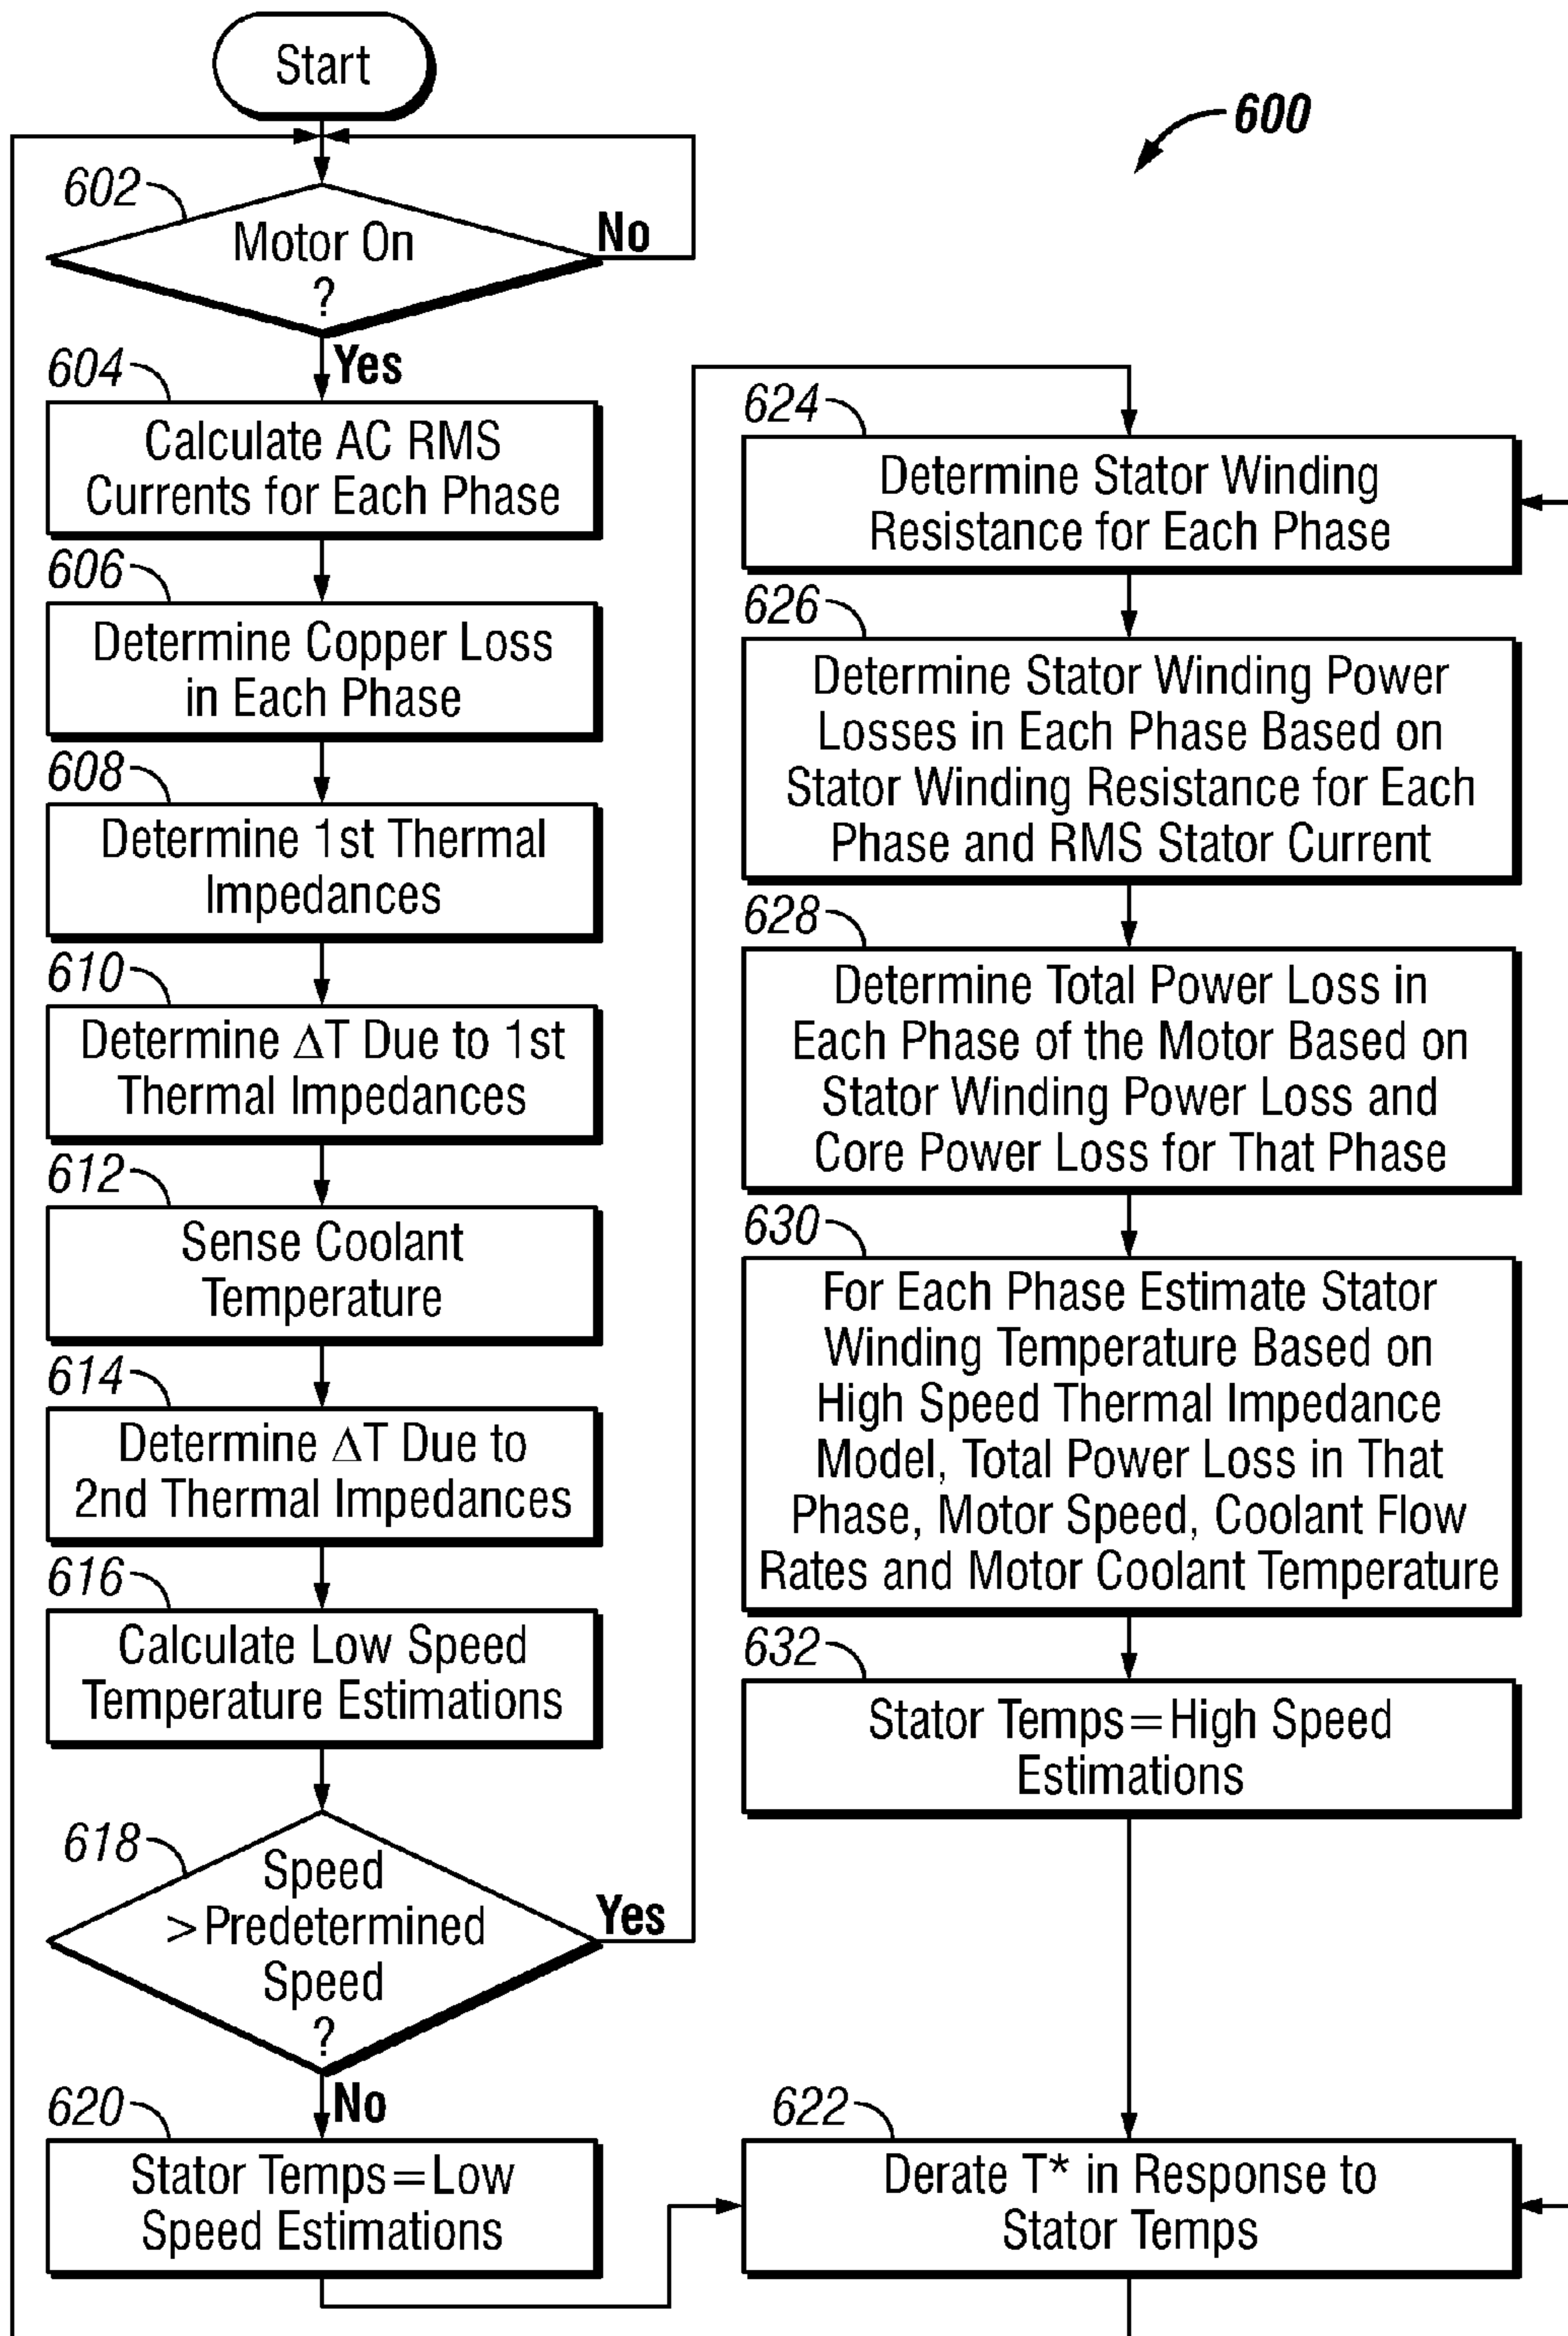 Start
600
602
Motor On
?
No
Yes
604
Calculate AC RMS
Currents for Each Phase
606
Determine Copper Loss
in Each Phase
608
Determine 1st Thermal
Impedances
610
Determine ΔT Due to 1st
Thermal Impedances
612
Sense Coolant
Temperature
614
Determine ΔT Due to
2nd Thermal Impedances
616
Calculate Low Speed
Temperature Estimations
618
Speed
>Predetermined
Speed
?
Yes
No
620
Stator Temps=Low
Speed Estimations
624
Determine Stator Winding
Resistance for Each Phase
626
Determine Stator Winding Power
Losses in Each Phase Based on
Stator Winding Resistance for Each
Phase and RMS Stator Current
628
Determine Total Power Loss in
Each Phase of the Motor Based on
Stator Winding Power Loss and
Core Power Loss for That Phase
630
For Each Phase Estimate Stator
Winding Temperature Based on
High Speed Thermal Impedance
Model, Total Power Loss in That
Phase, Motor Speed, Coolant Flow
Rates and Motor Coolant Temperature
632
Stator Temps=High Speed
Estimations
622
Derate T* in Response to
Stator Temps